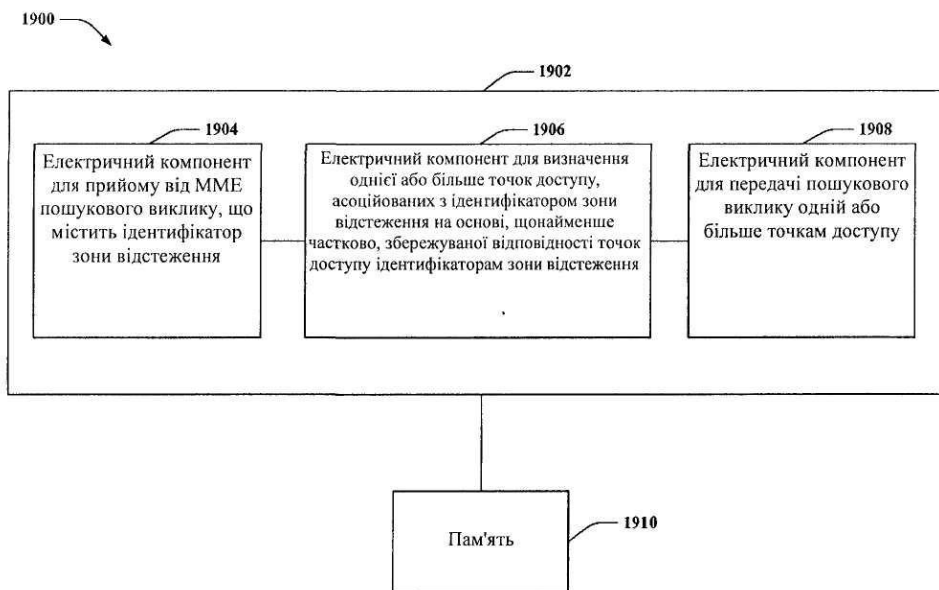 1900
1902
1904
1906
1908
Електричний компонент
для прийому від MME
пошукового виклику, що
містить ідентифікатор
зони відстеження
Електричний компонент для визначення
однієї або більше точок доступу,
асоційованих з ідентифікатором зони
відстеження на основі, щонайменше
частково, збережуваної відповідності точок
доступу ідентифікаторам зони відстеження
Електричний компонент
для передачі пошукового
виклику одній або
більше точкам доступу
1910
Пам'ять